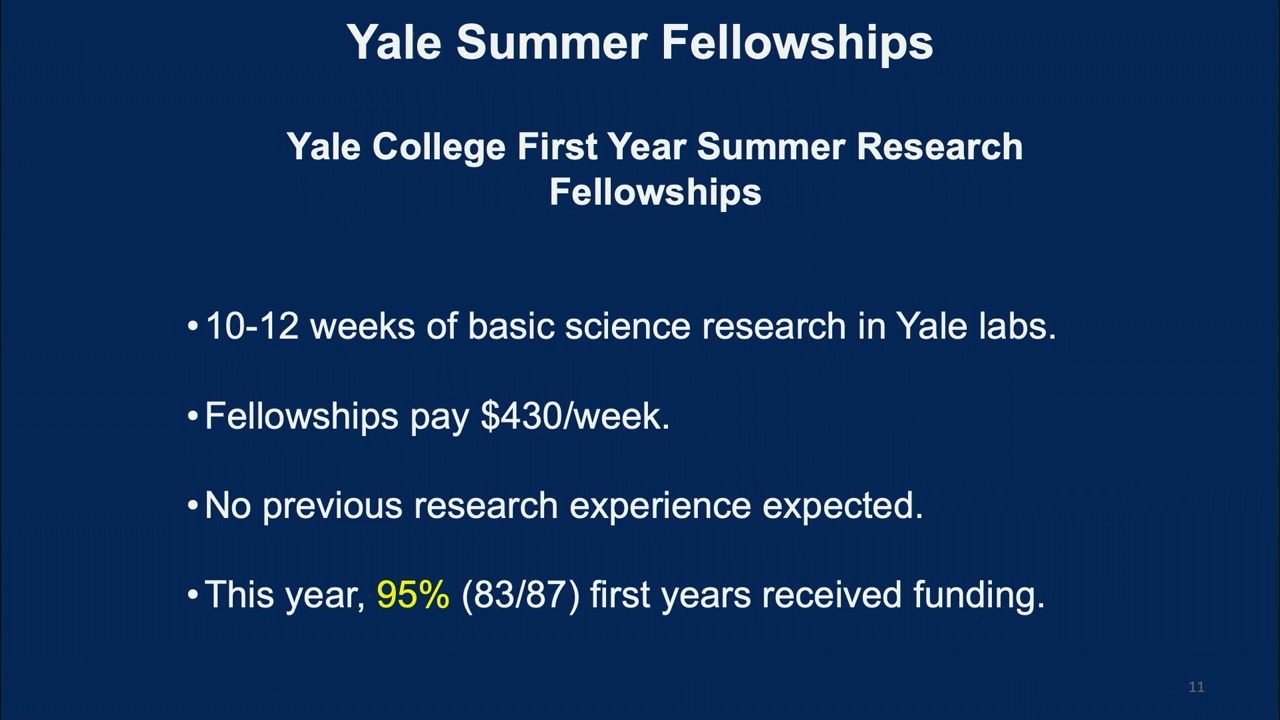 Yale Summer Fellowships
Yale College First Year Summer Research
Fellowships
• 10-12 weeks of basic science research in Yale labs.
• Fellowships pay $430/week.
• No previous research experience expected.
• This year, 95% (83/87) first years received funding.
11